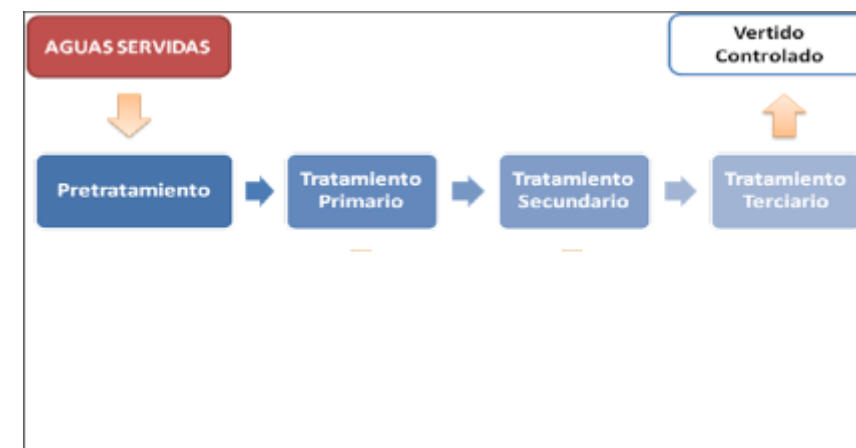 AGUAS SERVIDAS
Vertido
Controlado
Pretratamiento
Tratamiento
Primario
Tratamiento
Secundario
Tratamiento
Terciario